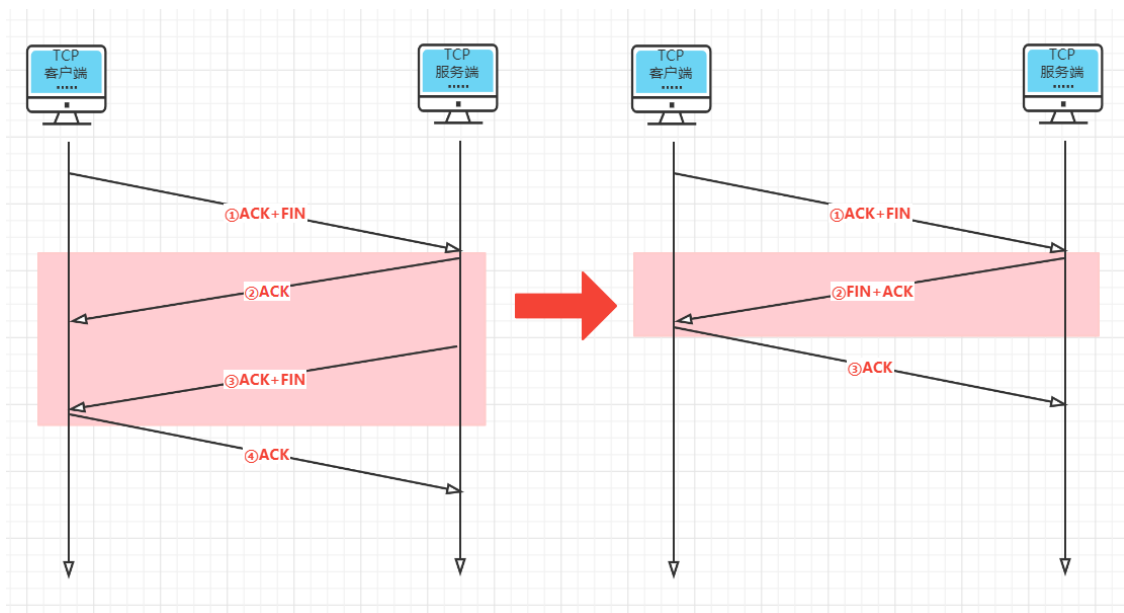 TCP
客户端
TCP
服务端
TCP
客户端
TCP
服务端
①ACK+FIN
①ACK+FIN
②ACK
②FIN+ACK
③ACK+FIN
③ACK
④ACK